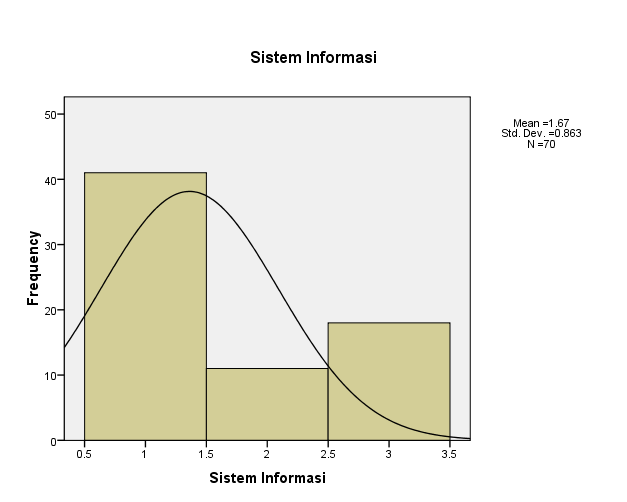 Sistem Informasi
Mean =1.67
Std. Dev. =0.863
N =70
50
40
30
20
10
0
Frequency
0.5 1 1.5 2 2.5 3 3.5
Sistem Informasi